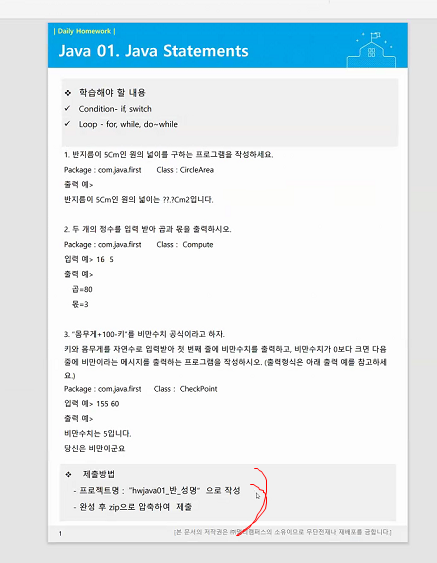 | Daily Homework |
Java 01. Java Statements
❖ 학습해야 할 내용
✓ Condition- if, switch
✓ Loop - for, while, do~while
1. 반지름이 5Cm인 원의 넓이를 구하는 프로그램을 작성하세요.
Package : com.java.first Class : CircleArea
출력 예>
반지름이 5Cm인 원의 넓이는 ??.?Cm2입니다.
2. 두 개의 정수를 입력 받아 곱과 몫을 출력하시오.
Package : com.java.first Class : Compute
입력 예> 16 5
출력 예>
곱=80
몫=3
3. "몸무게+100-키"를 비만수치 공식이라고 하자.
키와 몸무게를 자연수로 입력받아 첫 번째 줄에 비만수치를 출력하고, 비만수치가 0보다 크면 다음
줄에 비만이라는 메시지를 출력하는 프로그램을 작성하시오. (출력형식은 아래 출력 예를 참고하세
요.)
Package : com.java.first Class : CheckPoint
입력 예> 155 60
출력 예>
비만수치는 5입니다.
당신은 비만이군요
❖ 제출방법
- 프로젝트명 : "hwjava01_반_성명" 으로 작성
- 완성 후 zip으로 압축하여 제출
1 [본 문서의 저작권은 ㈜멀티캠퍼스의 소유이므로 무단전재나 재배포를 금합니다.]